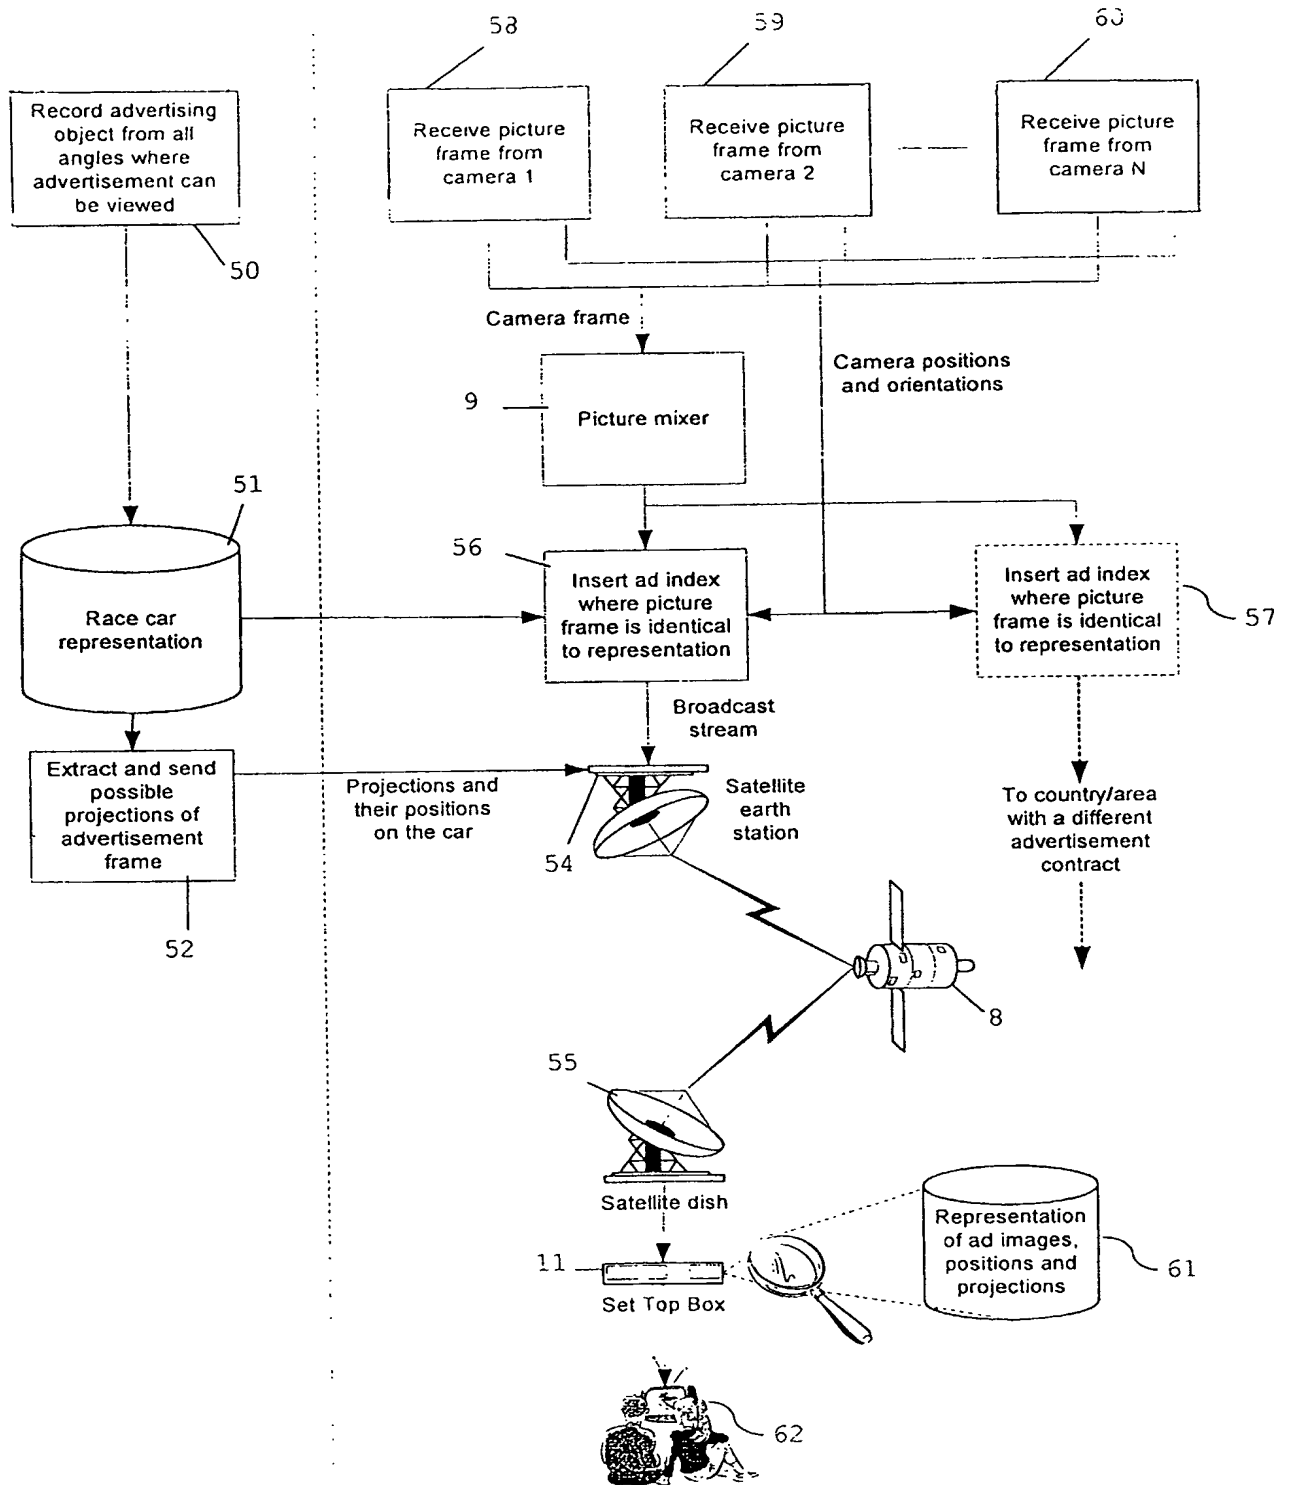 58
59
60
Record advertising
object from all
angles where
advertisement can
be viewed
50
Receive picture
frame from
camera 1
Receive picture
frame from
camera 2
Receive picture
frame from
camera N
Camera frame
Camera positions
and orientations
9
Picture mixer
51
Race car
representation
56
Insert ad index
where picture
frame is identical
to representation
Insert ad index
where picture
frame is identical
to representation
57
Broadcast
stream
Extract and send
possible
projections of
advertisement
frame
52
Projections and
their positions
on the car
54
Satellite
earth
station
To country/area
with a different
advertisement
contract
8
55
Satellite dish
11
Set Top Box
Representation
of ad images,
positions and
projections
61
62